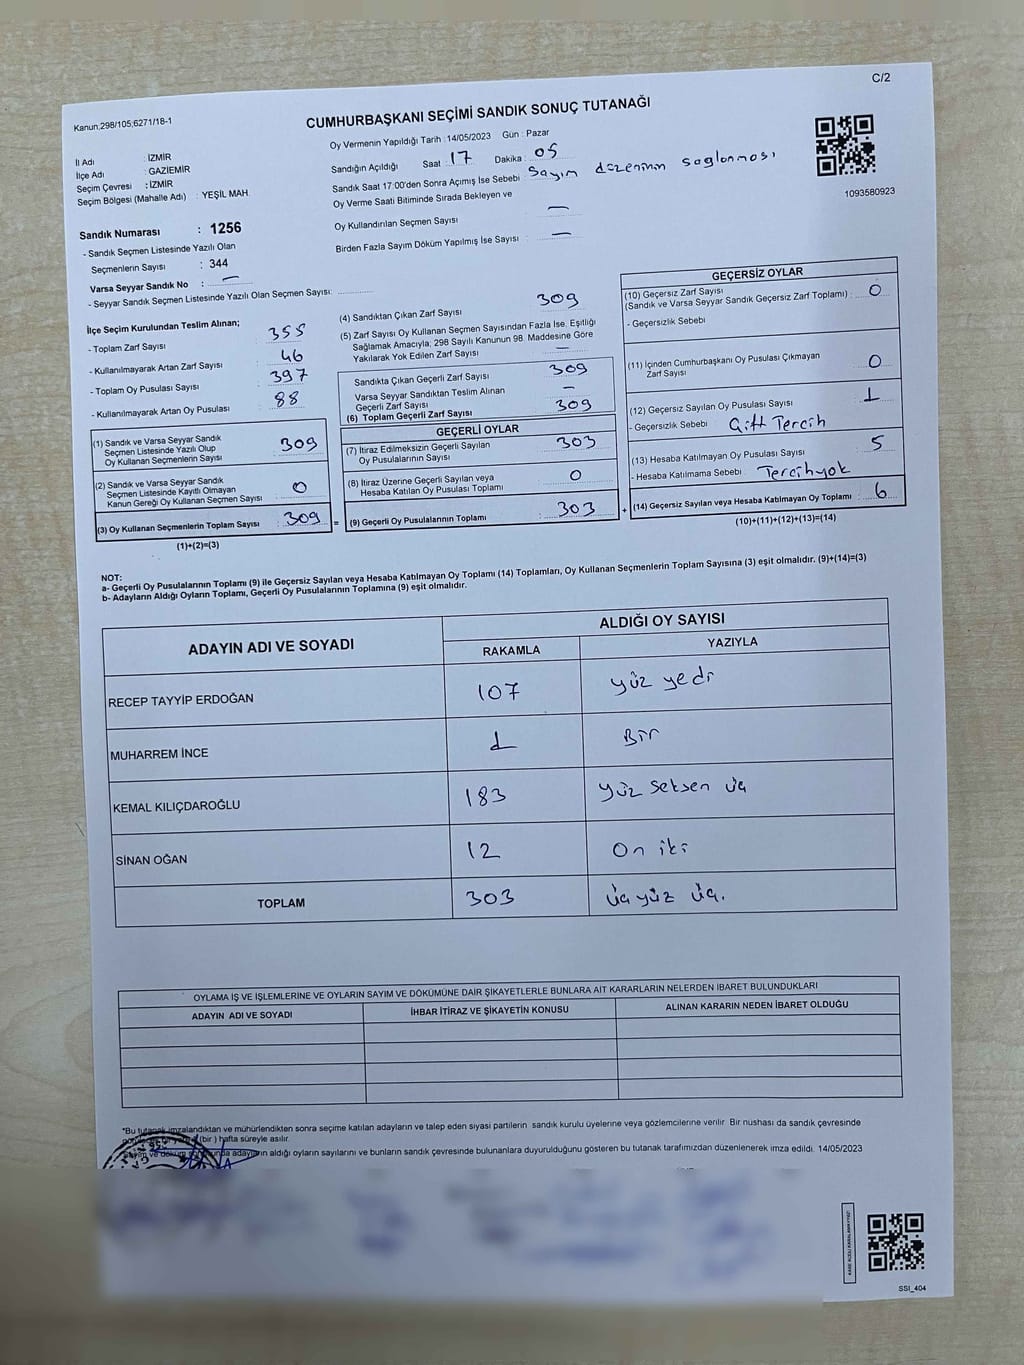 C/2
Kanun;298/105;6271/18-1
CUMHURBAŞKANI SEÇİMİ SANDIK SONUÇ TUTANAĞI
Oy Vermenin Yapıldığı Tarih : 14/05/2023 Gün : Pazar
İl Adı : İZMİR
İlçe Adı : GAZİEMİR
Seçim Çevresi : İZMİR
Seçim Bölgesi (Mahalle Adı) : YEŞİL MAH.
Sandığın Açıldığı Saat : 17 Dakika : 05
Sandık Saat 17:00'den Sonra Açımış İse Sebebi : Sayım düzeninin saglonması
Oy Verme Saati Bitiminde Sırada Bekleyen ve
Oy Kullandırılan Seçmen Sayısı : —
Birden Fazla Sayım Döküm Yapılmış İse Sayısı : —
1093580923
Sandık Numarası : 1256
- Sandık Seçmen Listesinde Yazılı Olan
Seçmenlerin Sayısı : 344
Varsa Seyyar Sandık No : —
- Seyyar Sandık Seçmen Listesinde Yazılı Olan Seçmen Sayısı:
İlçe Seçim Kurulundan Teslim Alınan;
- Toplam Zarf Sayısı : 355
- Kullanılmayarak Artan Zarf Sayısı : 46
- Toplam Oy Pusulası Sayısı : 397
- Kullanılmayarak Artan Oy Pusulası : 88
(1) Sandık ve Varsa Seyyar Sandık
Seçmen Listesinde Yazılı Olup
Oy Kullanan Seçmenlerin Sayısı : 309
(2) Sandık ve Varsa Seyyar Sandık
Seçmen Listesinde Kayıtlı Olmayan
Kanun Gereği Oy Kullanan Seçmen Sayısı : 0
(3) Oy Kullanan Seçmenlerin Toplam Sayısı : 309 =
(1)+(2)=(3)
(4) Sandıktan Çıkan Zarf Sayısı : 309
(5) Zarf Sayısı Oy Kullanan Seçmen Sayısından Fazla İse, Eşitliği
Sağlamak Amacıyla; 298 Sayılı Kanunun 98. Maddesine Göre
Yakılarak Yok Edilen Zarf Sayısı : —
Sandıkta Çıkan Geçerli Zarf Sayısı : 309
Varsa Seyyar Sandıktan Teslim Alınan
Geçerli Zarf Sayısı : —
(6) Toplam Geçerli Zarf Sayısı : 309
GEÇERLİ OYLAR
(7) İtiraz Edilmeksizin Geçerli Sayılan
Oy Pusulalarının Sayısı : 303
(8) İtiraz Üzerine Geçerli Sayılan veya
Hesaba Katılan Oy Pusulası Toplamı : 0
(9) Geçerli Oy Pusulalarının Toplamı : 303 +
GEÇERSİZ OYLAR
(10) Geçersiz Zarf Sayısı
(Sandık ve Varsa Seyyar Sandık Geçersiz Zarf Toplamı) : 0
- Geçersizlik Sebebi
(11) İçinden Cumhurbaşkanı Oy Pusulası Çıkmayan
Zarf Sayısı : 0
(12) Geçersiz Sayılan Oy Pusulası Sayısı : 1
- Geçersizlik Sebebi : Çift Tercih
(13) Hesaba Katılmayan Oy Pusulası Sayısı : 5
- Hesaba Katılmama Sebebi : Tercihyok
(14) Geçersiz Sayılan veya Hesaba Katılmayan Oy Toplamı : 6
(10)+(11)+(12)+(13)=(14)
NOT:
a- Geçerli Oy Pusulalarının Toplamı (9) ile Geçersiz Sayılan veya Hesaba Katılmayan Oy Toplamı (14) Toplamları, Oy Kullanan Seçmenlerin Toplam Sayısına (3) eşit olmalıdır. (9)+(14)=(3)
b- Adayların Aldığı Oyların Toplamı, Geçerli Oy Pusulalarının Toplamına (9) eşit olmalıdır.
ADAYIN ADI VE SOYADI
ALDIĞI OY SAYISI
RAKAMLA YAZIYLA
RECEP TAYYİP ERDOĞAN 107 yüz yedi
MUHARREM İNCE 1 Bir
KEMAL KILIÇDAROĞLU 183 yüz seksen üç
SİNAN OĞAN 12 On iki
TOPLAM 303 üç yüz üç.
OYLAMA İŞ VE İŞLEMLERİNE VE OYLARIN SAYIM VE DÖKÜMÜNE DAİR ŞİKAYETLERLE BUNLARA AİT KARARLARIN NELERDEN İBARET BULUNDUKLARI
ADAYIN ADI VE SOYADI İHBAR İTİRAZ VE ŞİKAYETİN KONUSU ALINAN KARARIN NEDEN İBARET OLDUĞU
*Bu tutanak imzalandıktan ve mühürlendikten sonra seçime katılan adayların ve talep eden siyasi partilerin sandık kurulu üyelerine veya gözlemcilerine verilir. Bir nüshası da sandık çevresinde
(bir ) hafta süreyle asılır.
adayların aldığı oyların sayılarını ve bunların sandık çevresinde bulunanlara duyurulduğunu gösteren bu tutanak tarafımızdan düzenlenerek imza edildi. 14/05/2023
SSI_404